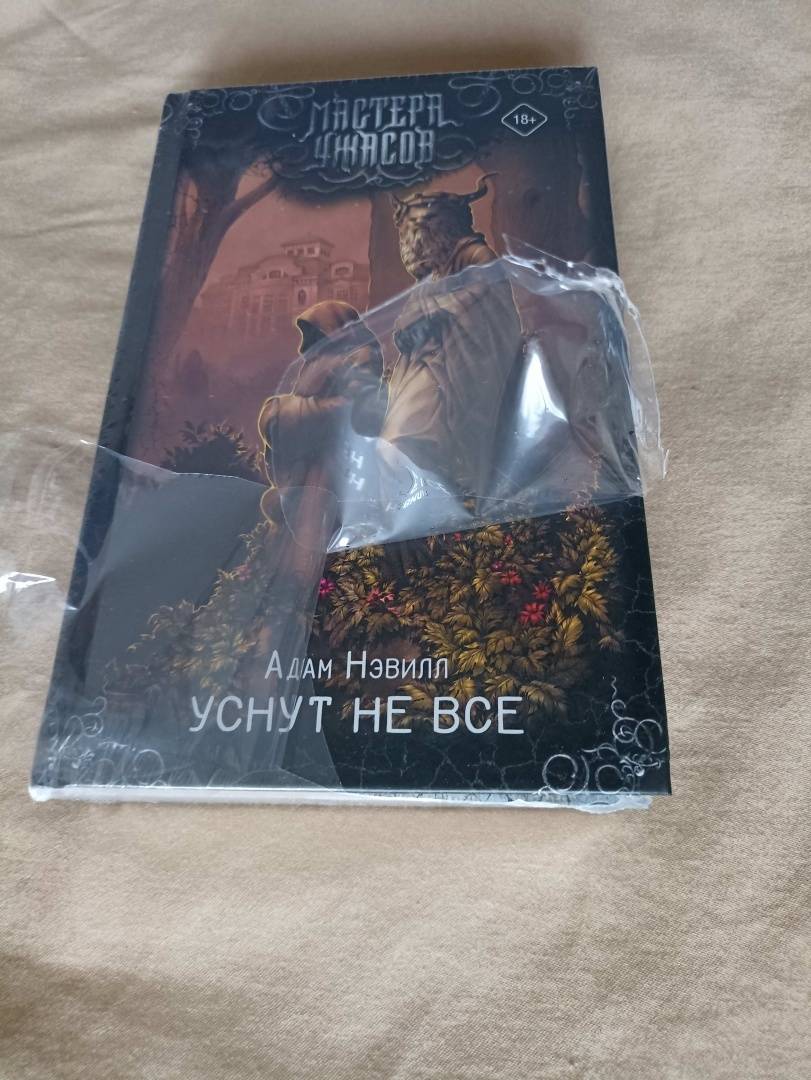 МАСТЕРА
УЖАСОВ
18+
Адам Нэвилл
УСНУТ НЕ ВСЕ